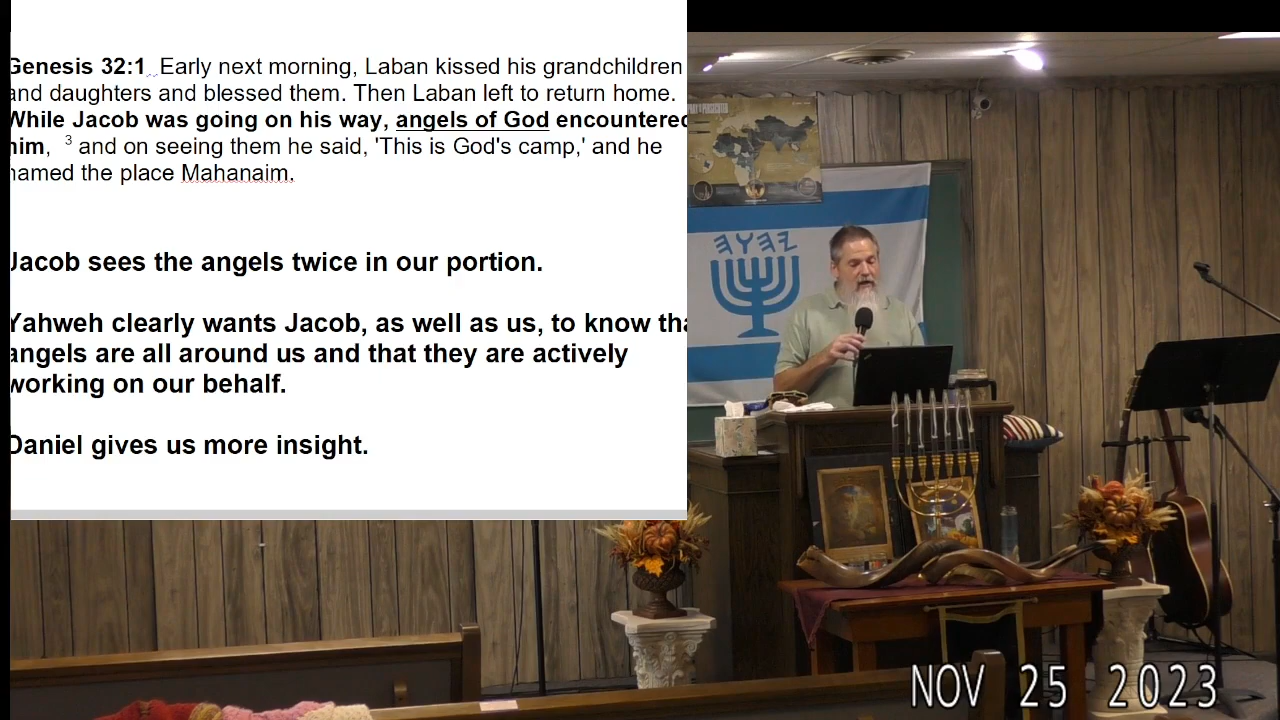 Genesis 32:1 Early next morning, Laban kissed his grandchildren
and daughters and blessed them. Then Laban left to return home.
While Jacob was going on his way, angels of God encountered
him, ³ and on seeing them he said, 'This is God's camp,' and he
named the place Mahanaim.
Jacob sees the angels twice in our portion.
Yahweh clearly wants Jacob, as well as us, to know tha
angels are all around us and that they are actively
working on our behalf.
Daniel gives us more insight.
𐤉𐤄𐤅𐤄
NOV 25 2023